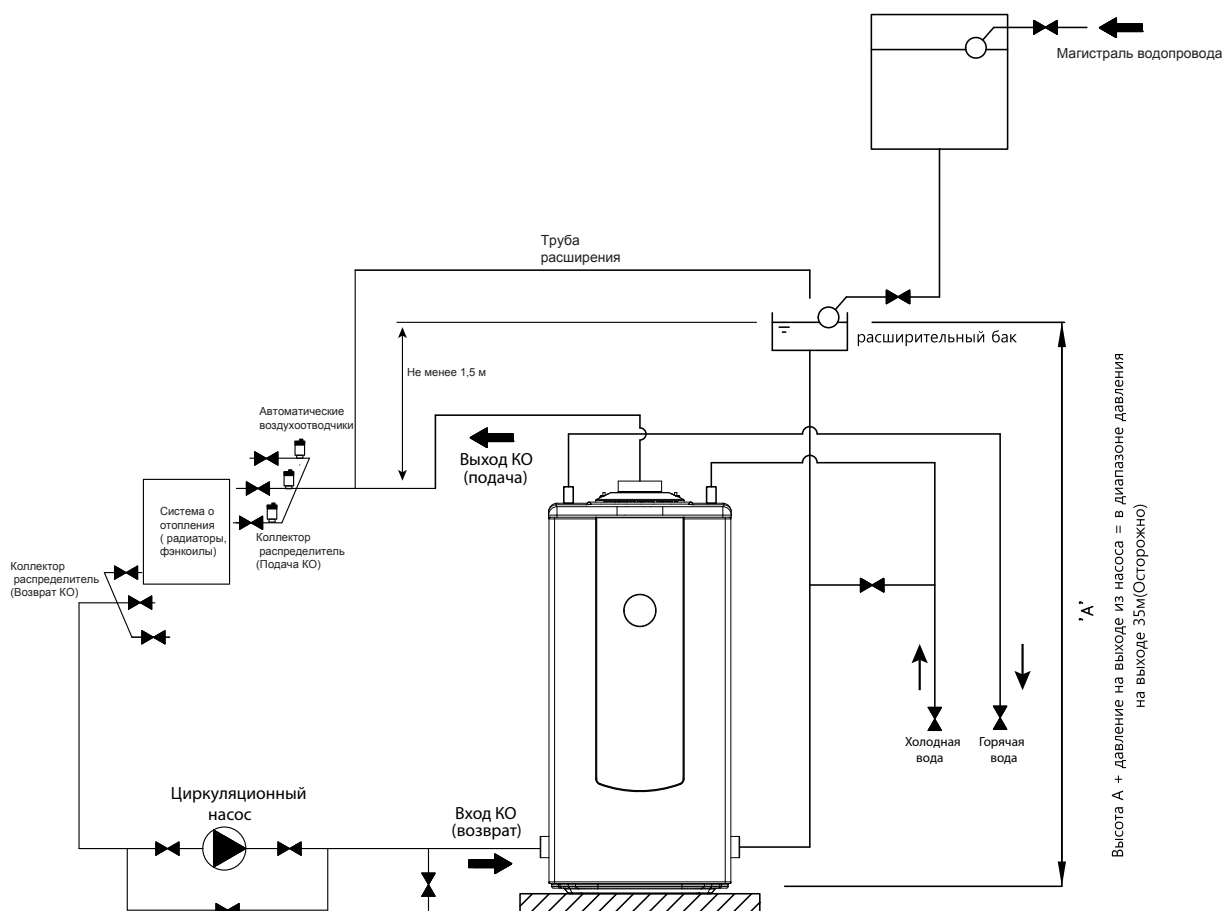 Магистраль водопровода
Труба
расширения
расширительный бак
Не менее 1,5 м
Автоматические
воздухоотводчики
Выход КО
(подача)
Система о
отопления
( радиаторы,
фэнкоилы)
Коллектор
распределитель
(Подача КО)
Коллектор
распределитель
(Возврат КО)
'A'
Высота А + давление на выходе из насоса = в диапазоне давления
на выходе 35м(Осторожно)
Холодная
вода
Горячая
вода
Циркуляционный
насос
Вход КО
(возврат)